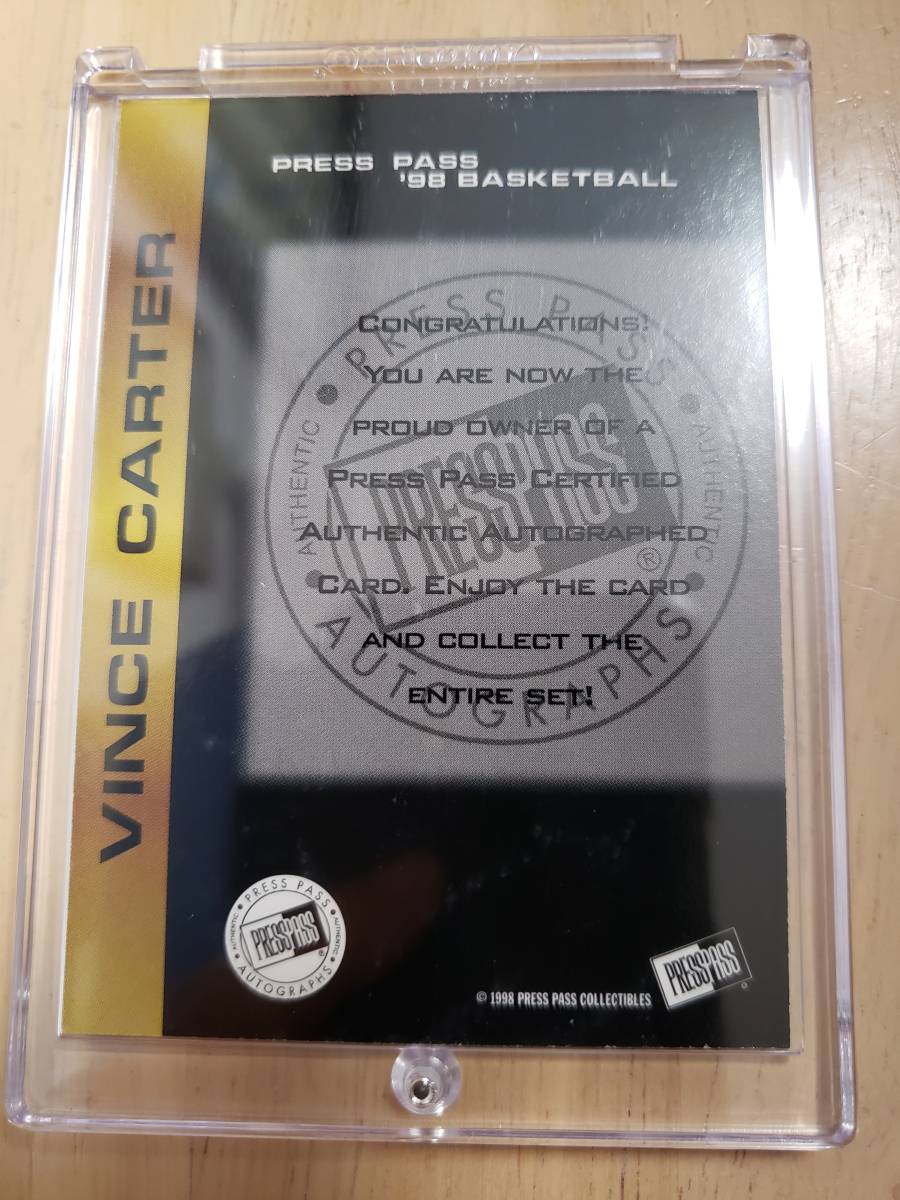 PRESS PASS
'98 BASKETBALL
VINCE CARTER
CONGRATULATIONS!
YOU ARE NOW THE
PROUD OWNER OF A
PRESS PASS CERTIFIED
AUTHENTIC AUTOGRAPHED
CARD. ENJOY THE CARD
AND COLLECT THE
ENTIRE SET!
PRESS PASS
AUTHENTIC
AUTHENTIC
PRESS PASS
®
AUTOGRAPHS
PRESS PASS
AUTHENTIC
AUTHENTIC
PRESS PASS
®
AUTOGRAPHS
© 1998 PRESS PASS COLLECTIBLES
PRESS PASS